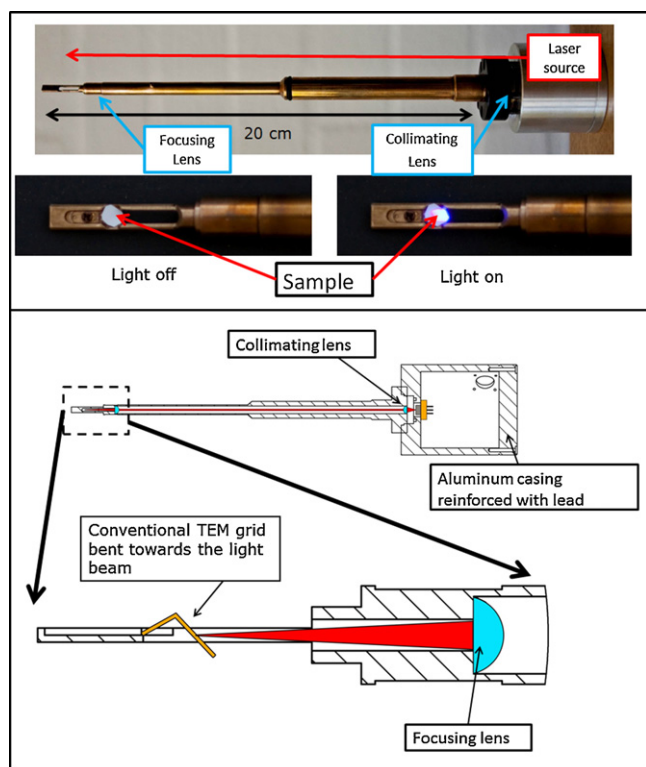 Laser
source
20 cm
Focusing
Lens
Collimating
Lens
Light off
Sample
Light on
Collimating lens
Aluminum casing
reinforced with lead
Conventional TEM grid
bent towards the light
beam
Focusing lens